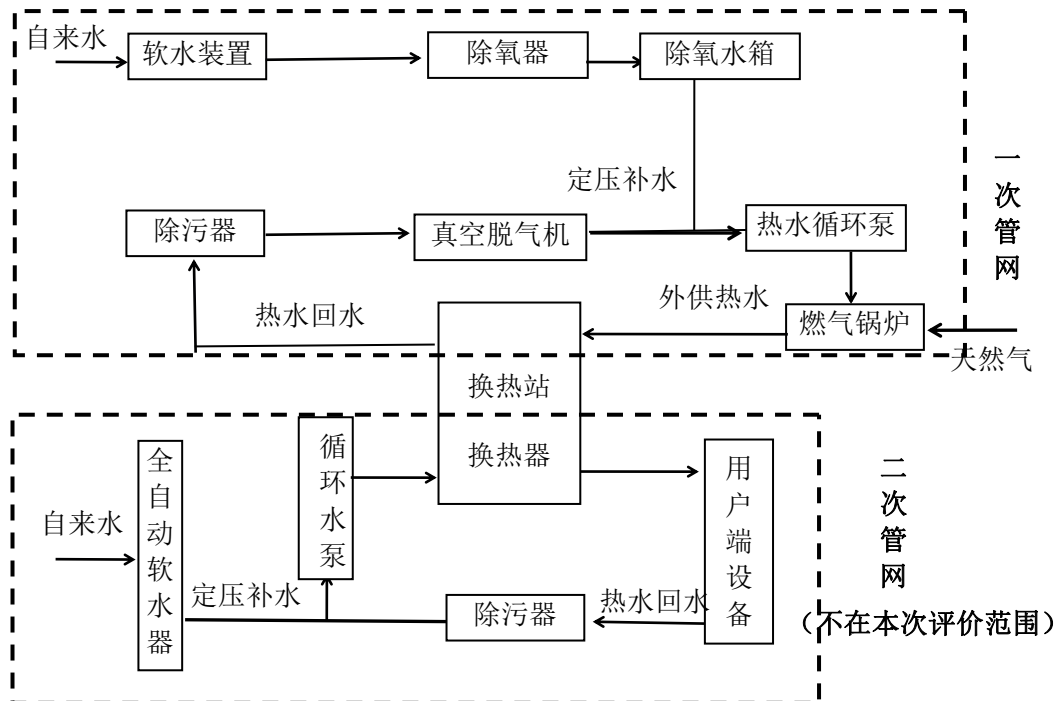 自来水
软水装置
除氧器
除氧水箱
定压补水
一次管网
除污器
真空脱气机
热水循环泵
热水回水
外供热水
燃气锅炉
天然气
换热站
换热器
循环水泵
全自动软水器
用户端设备
二次管网
自来水
定压补水
除污器
热水回水
（不在本次评价范围）